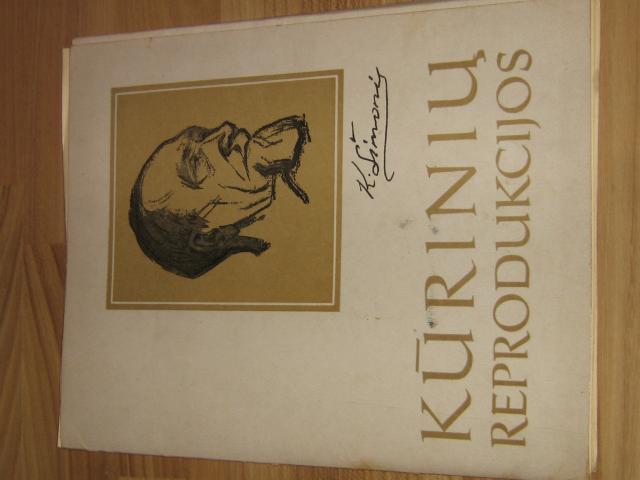 K. Šimonis
KŪRINIŲ
REPRODUKCIJOS